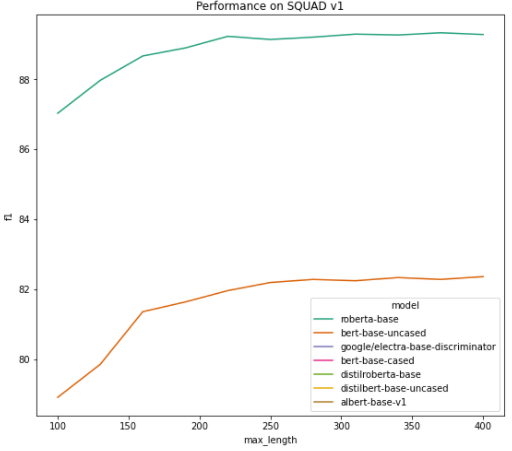 Performance on SQUAD v1
88
86
84
82
80
f1
100
150
200
250
300
350
400
max_length
model
roberta-base
bert-base-uncased
google/electra-base-discriminator
bert-base-cased
distilroberta-base
distilbert-base-uncased
albert-base-v1